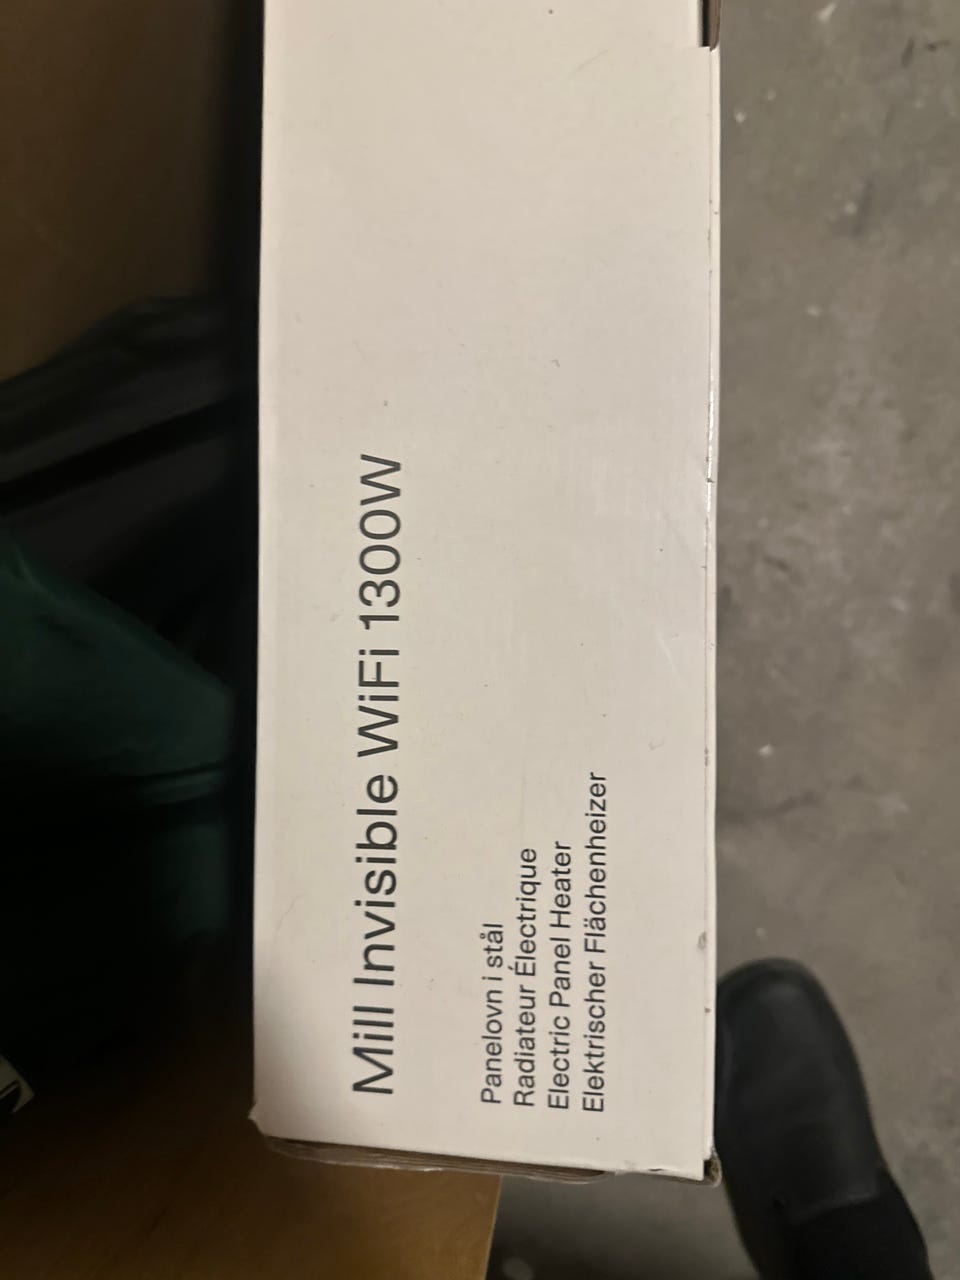 Mill Invisible WiFi 1300W
Panelovn i stål
Radiateur Électrique
Electric Panel Heater
Elektrischer Flächenheizer